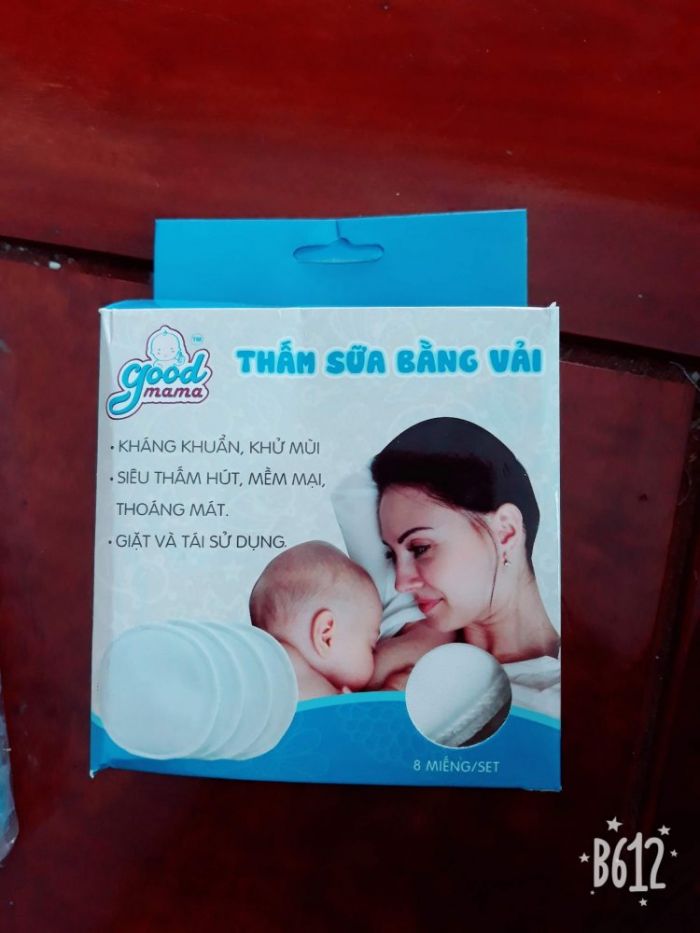 good
mama
TM
THẤM SỮA BẰNG VẢI
• KHÁNG KHUẨN, KHỬ MÙI
• SIÊU THẤM HÚT, MỀM MẠI,
THOÁNG MÁT.
• GIẶT VÀ TÁI SỬ DỤNG.
8 MIẾNG/SET
B612